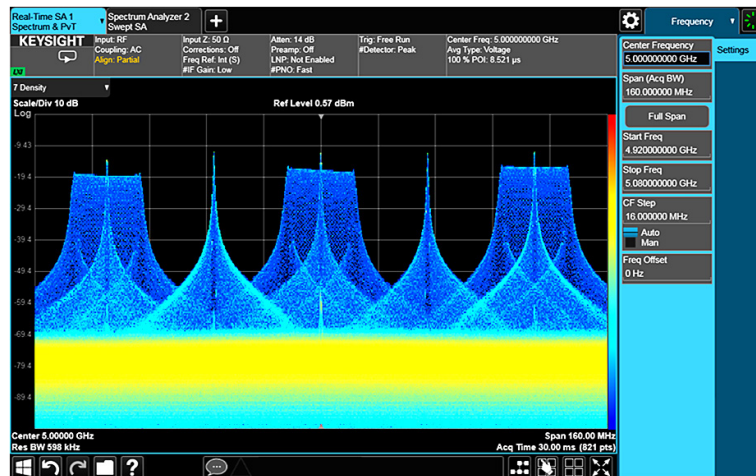 Real-Time SA 1
Spectrum & PvT
Spectrum Analyzer 2
Swept SA
Frequency
KEYSIGHT
Input: RF
Coupling: AC
Align: Partial
Input Z: 50 Ω
Corrections: Off
Freq Ref: Int (S)
#IF Gain: Low
Atten: 14 dB
Preamp: Off
LNP: Not Enabled
#PNO: Fast
Trig: Free Run
#Detector: Peak
Center Freq: 5.000000000 GHz
Avg Type: Voltage
100 % POI: 8.521 µs
7 Density
Scale/Div 10 dB
Ref Level 0.57 dBm
Log
-9.43
-19.4
-29.4
-39.4
-49.4
-59.4
-69.4
-79.4
-89.4
Center 5.00000 GHz
Res BW 598 kHz
Span 160.00 MHz
Acq Time 30.00 ms (821 pts)
Settings
Center Frequency
5.000000000 GHz
Span (Acq BW)
160.000000 MHz
Full Span
Start Freq
4.920000000 GHz
Stop Freq
5.080000000 GHz
CF Step
16.000000 MHz
Auto
Man
Freq Offset
0 Hz